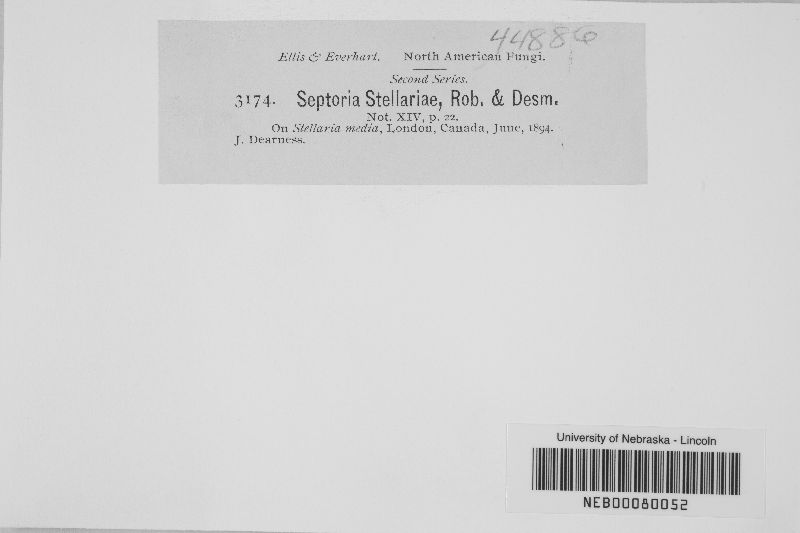 44886
Ellis & Everhart. North American Fungi.
Second Series.
3174. Septoria Stellariae, Rob. & Desm.
Not. XIV, p. 22.
On Stellaria media, London, Canada, June, 1894.
J. Dearness.
University of Nebraska - Lincoln
NEB00080052